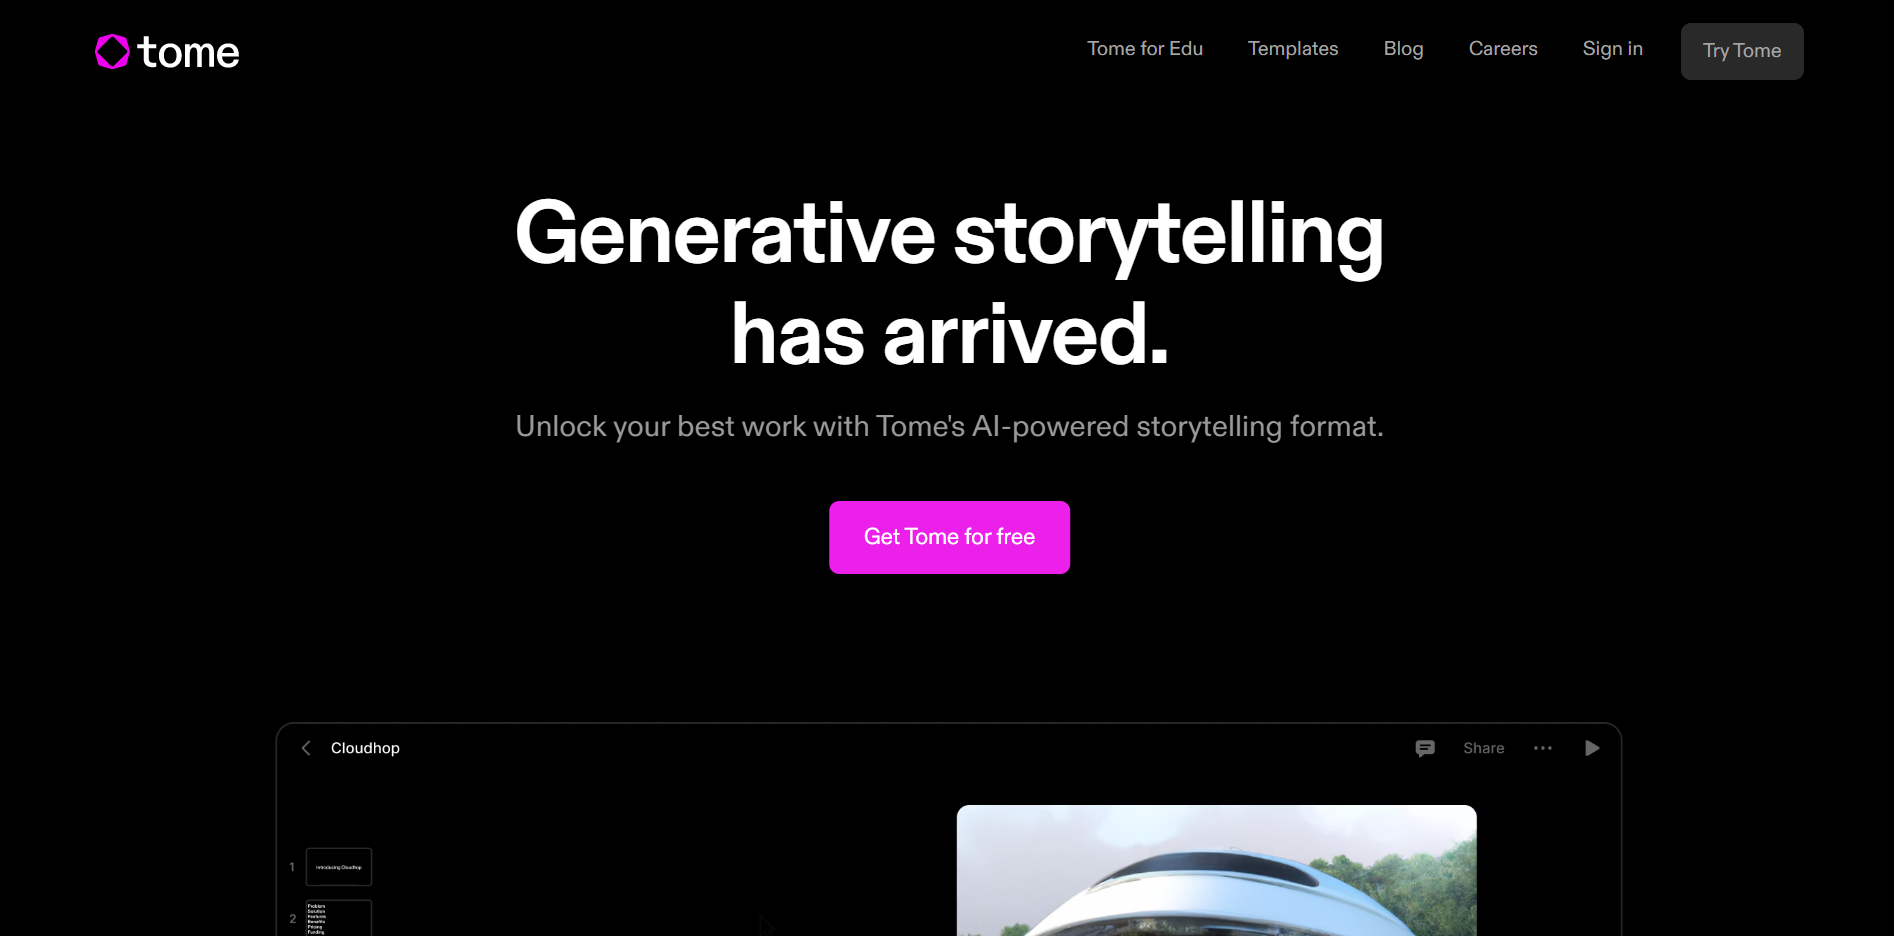 tome
Tome for Edu
Templates
Blog
Careers
Sign in
Try Tome
Generative storytelling
has arrived.
Unlock your best work with Tome's AI-powered storytelling format.
Get Tome for free
Cloudhop
Share
1
Introducing Cloudhop
2
Problem
Solution
Features
Benefits
Pricing
Funding